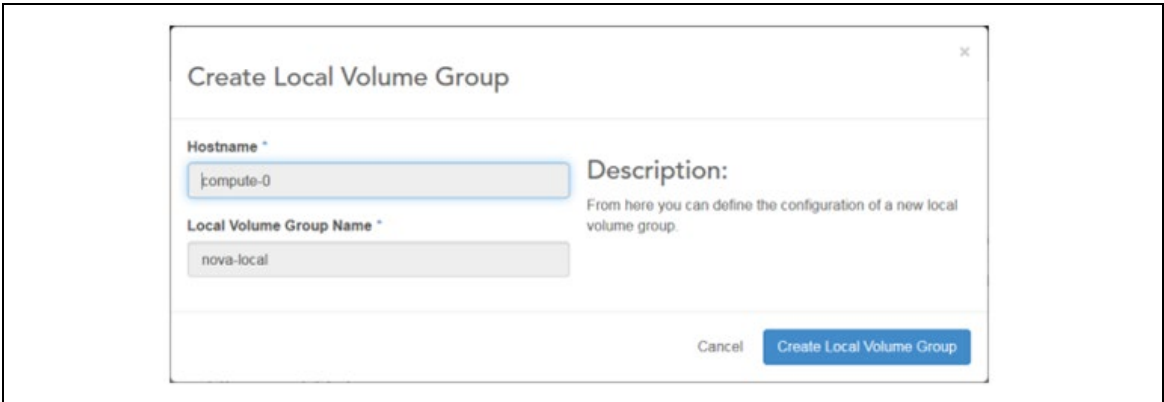 ×
Create Local Volume Group
Hostname *
compute-0
Local Volume Group Name *
nova-local
Description:
From here you can define the configuration of a new local
volume group.
Cancel
Create Local Volume Group